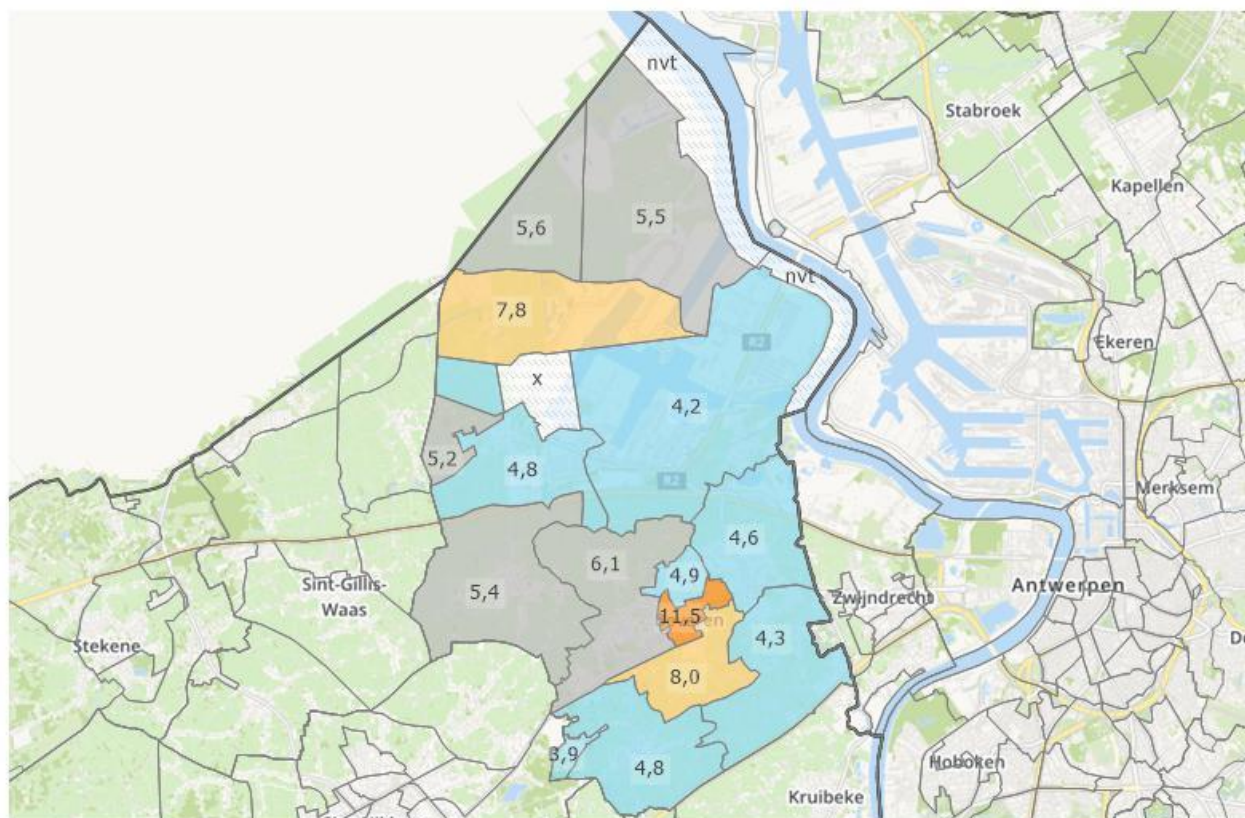 nvt
Stabroek
Kapellen
5,6
5,5
nvt
7,8
R2
Ekeren
x
4,2
5,2
4,8
R2
Merksem
4,6
6,1
4,9
Sint-Gillis-
Waas
5,4
Zwijndrecht
Antwerpen
11,5
4,3
Stekene
8,0
3,9
4,8
Hoboken
Kruibeke